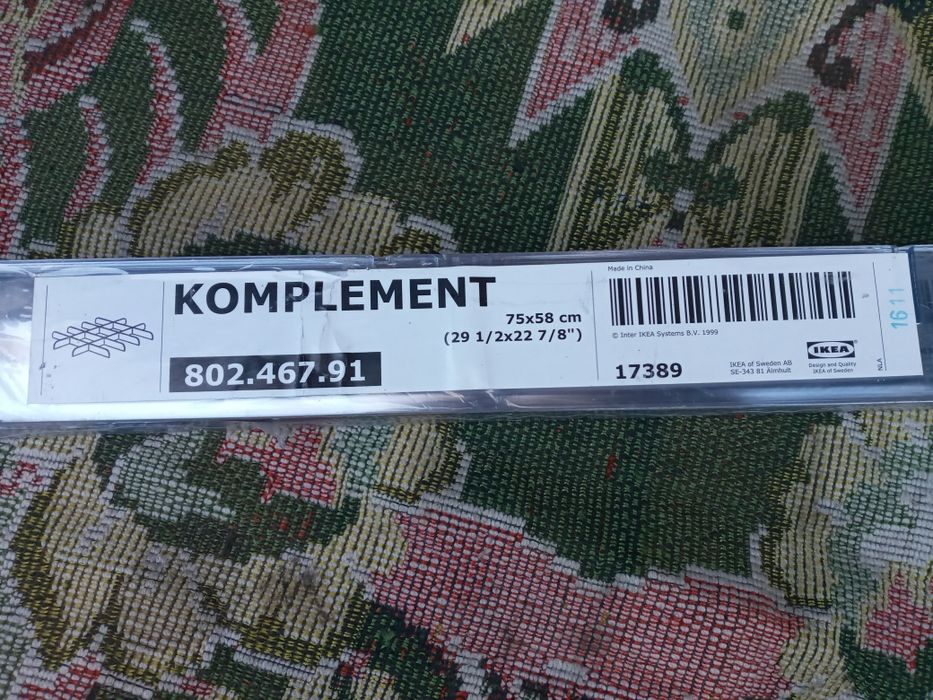 KOMPLEMENT
75x58 cm
(29 1/2x22 7/8")
802.467.91
Made in China
© Inter IKEA Systems B.V. 1999
17389
IKEA of Sweden AB
SE-343 81 Älmhult
IKEA
Design and Quality
IKEA of Sweden
NLA
1611